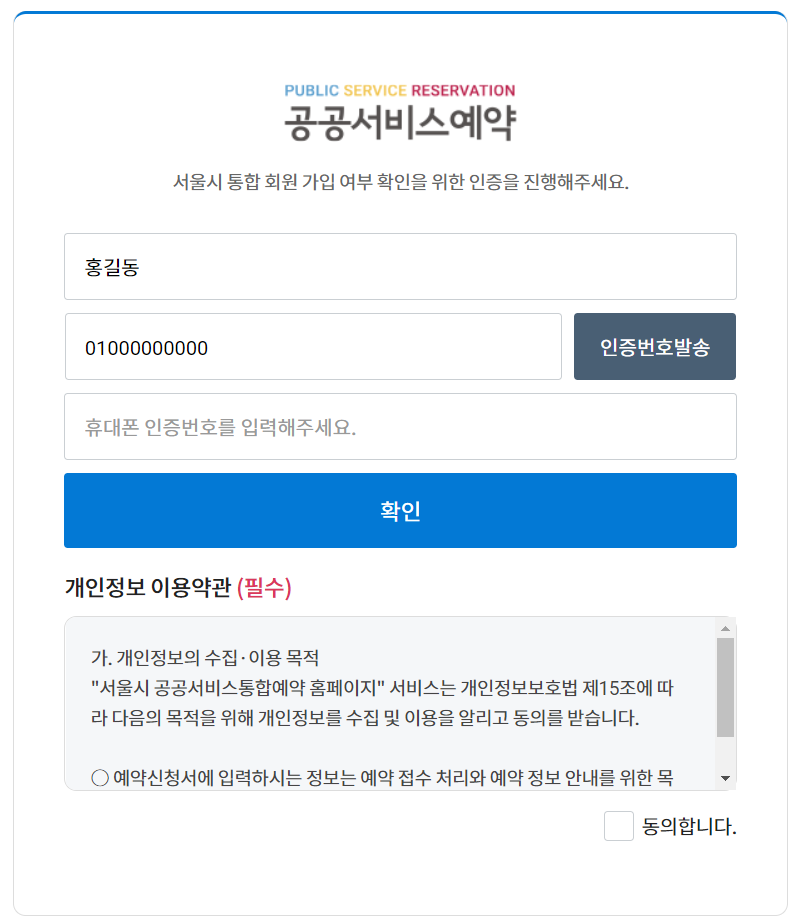 PUBLIC SERVICE RESERVATION
공공서비스예약
서울시 통합 회원 가입 여부 확인을 위한 인증을 진행해주세요.
홍길동
01000000000
인증번호발송
휴대폰 인증번호를 입력해주세요.
확인
개인정보 이용약관 (필수)
가. 개인정보의 수집·이용 목적
"서울시 공공서비스통합예약 홈페이지" 서비스는 개인정보보호법 제15조에 따
라 다음의 목적을 위해 개인정보를 수집 및 이용을 알리고 동의를 받습니다.
○ 예약신청서에 입력하시는 정보는 예약 접수 처리와 예약 정보 안내를 위한 목
동의합니다.